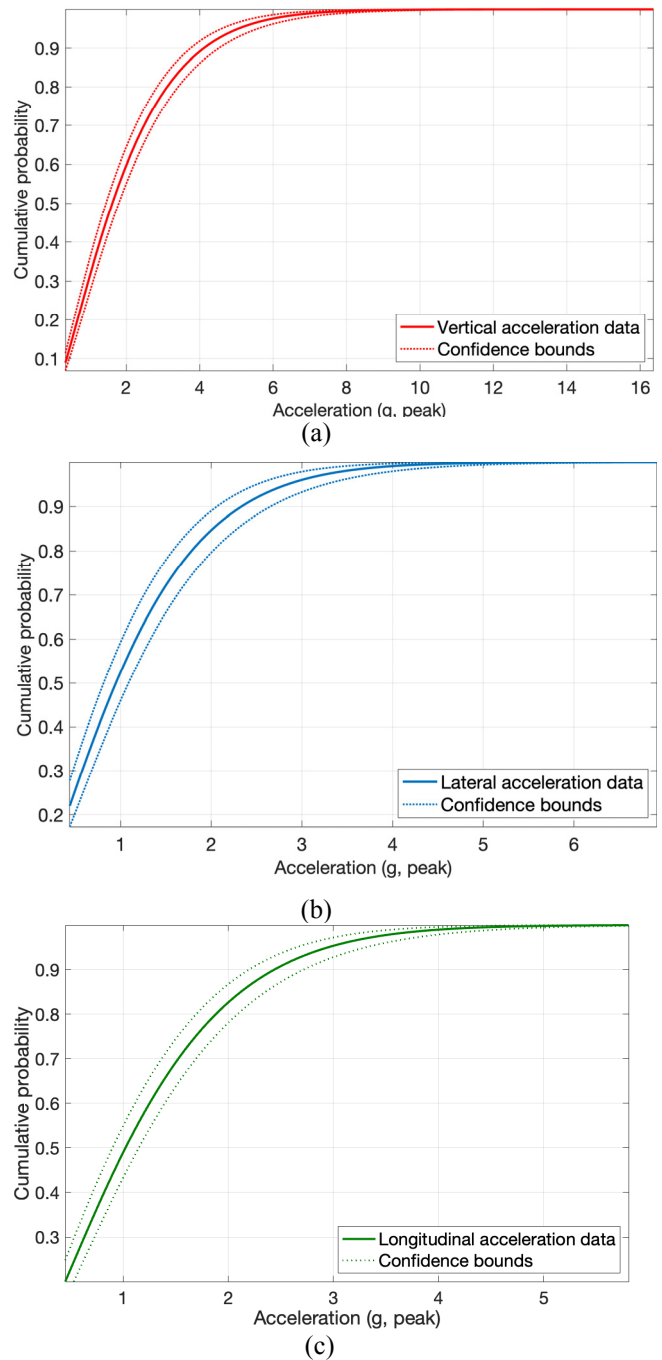 0.9
0.8
0.7
0.6
0.5
0.4
0.3
0.2
0.1
Cumulative probability
Vertical acceleration data
Confidence bounds
2 4 6 8 10 12 14 16
Acceleration (g, peak)
(a)
0.9
0.8
0.7
0.6
0.5
0.4
0.3
0.2
Cumulative probability
Lateral acceleration data
Confidence bounds
1 2 3 4 5 6
Acceleration (g, peak)
(b)
0.9
0.8
0.7
0.6
0.5
0.4
0.3
Cumulative probability
Longitudinal acceleration data
Confidence bounds
1 2 3 4 5
Acceleration (g, peak)
(c)